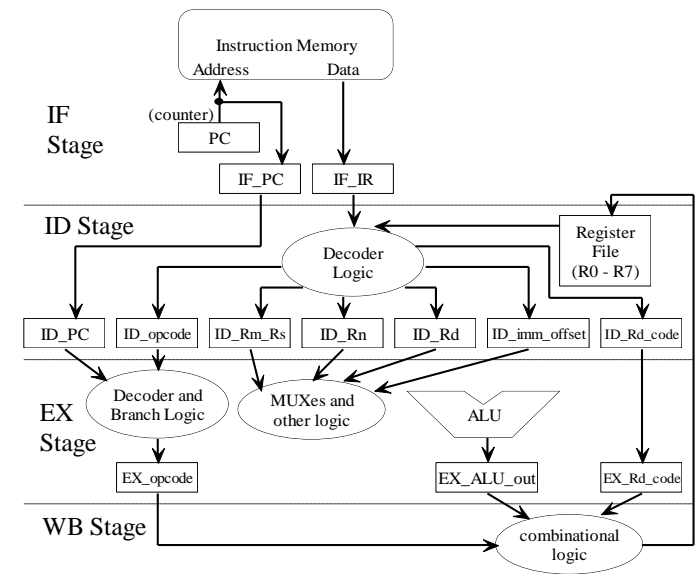 Instruction Memory
Address Data
IF
Stage
(counter)
PC
IF_PC IF_IR
ID Stage
Decoder
Logic
Register
File
(R0 - R7)
ID_PC ID_opcode ID_Rm_Rs ID_Rn ID_Rd ID_imm_offset ID_Rd_code
EX
Stage
Decoder and
Branch Logic
MUXes and
other logic
ALU
EX_opcode EX_ALU_out EX_Rd_code
WB Stage
combinational
logic